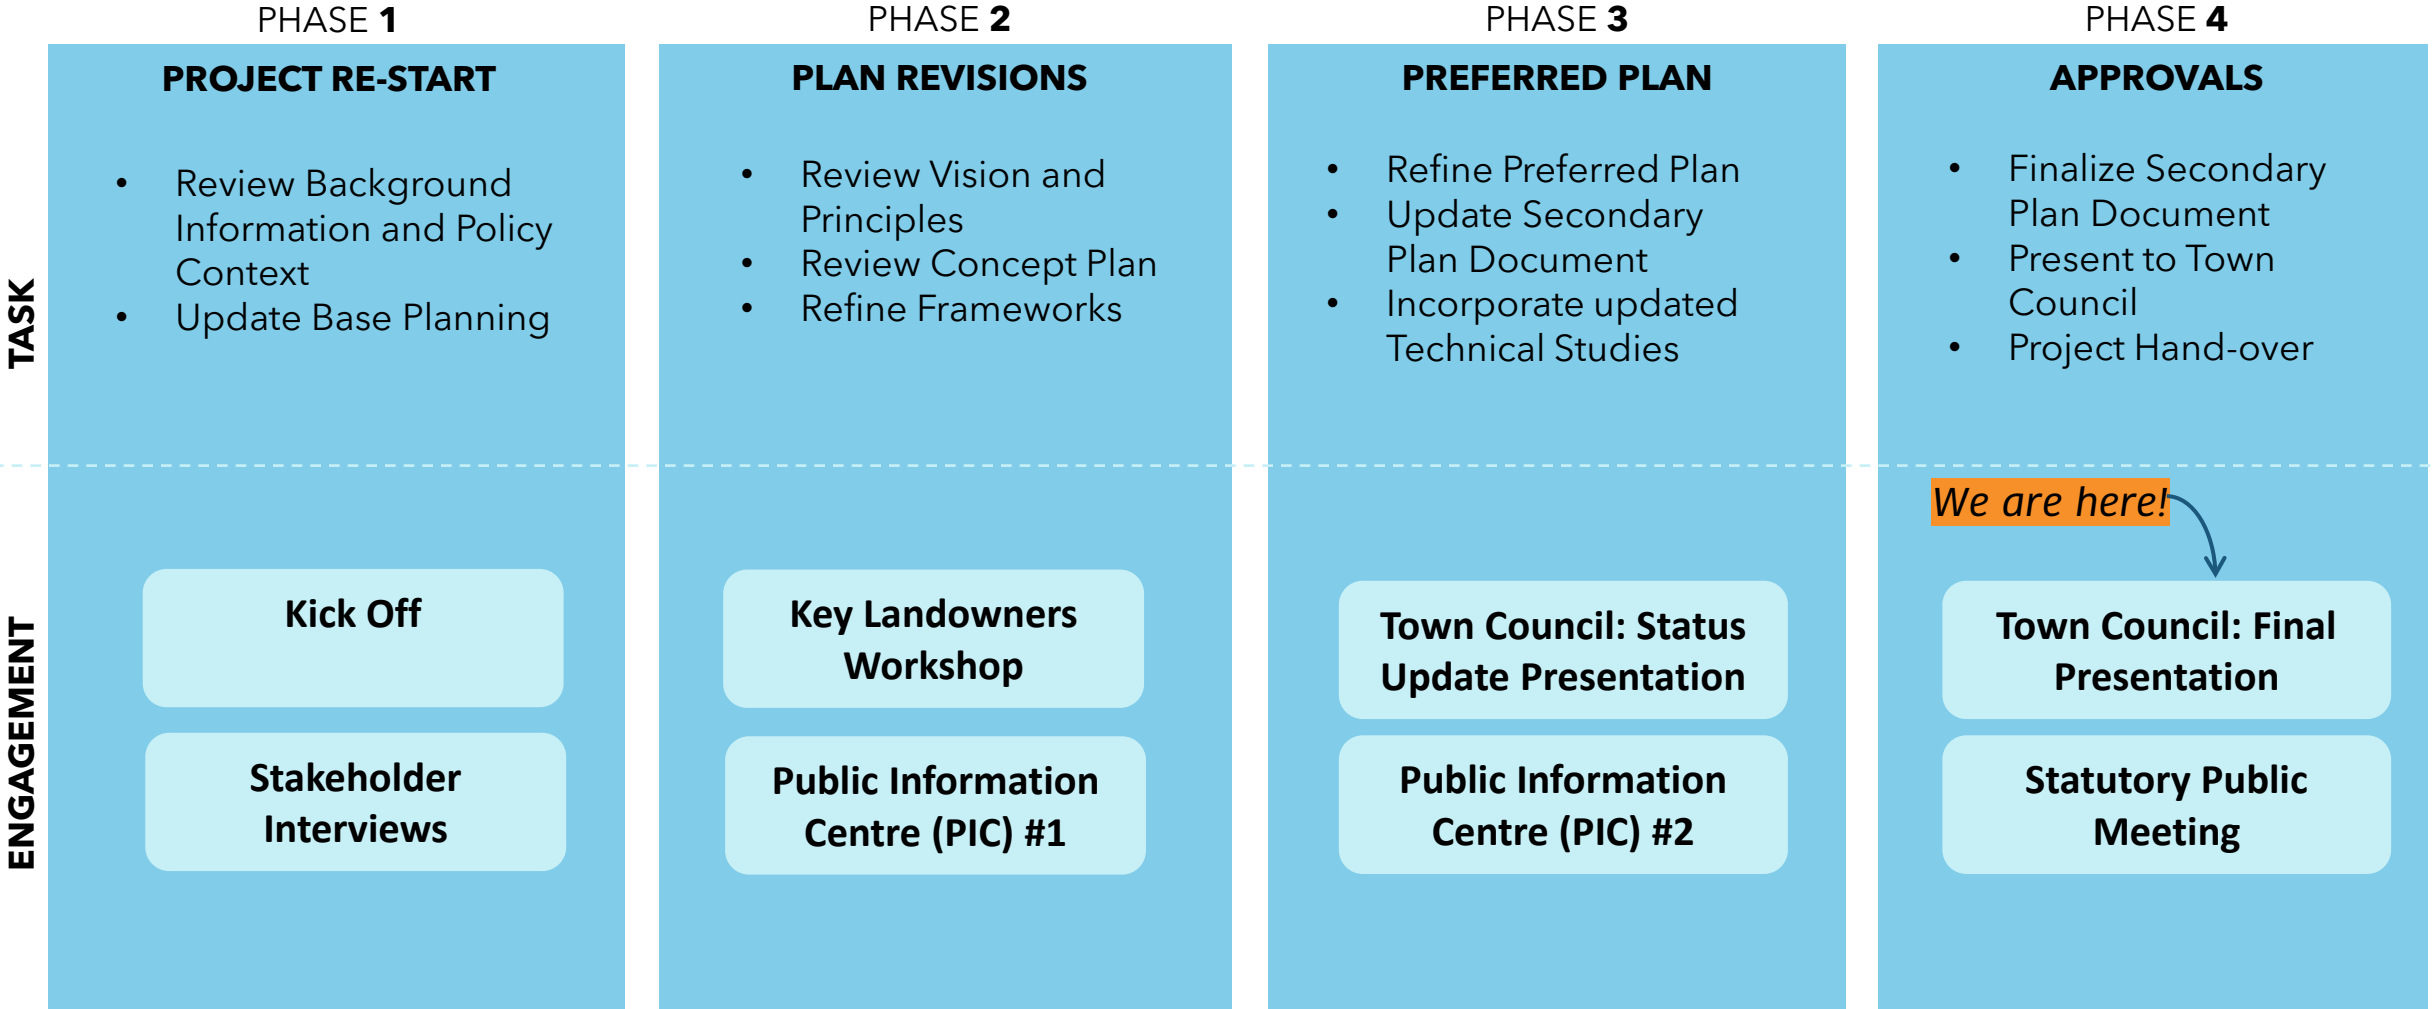 PHASE 1
PROJECT RE-START
• Review Background
Information and Policy
Context
• Update Base Planning
PHASE 2
PLAN REVISIONS
• Review Vision and
Principles
• Review Concept Plan
• Refine Frameworks
PHASE 3
PREFERRED PLAN
• Refine Preferred Plan
• Update Secondary
Plan Document
• Incorporate updated
Technical Studies
PHASE 4
APPROVALS
• Finalize Secondary
Plan Document
• Present to Town
Council
• Project Hand-over
TASK
ENGAGEMENT
Kick Off
Stakeholder
Interviews
Key Landowners
Workshop
Public Information
Centre (PIC) #1
Town Council: Status
Update Presentation
Public Information
Centre (PIC) #2
We are here!
Town Council: Final
Presentation
Statutory Public
Meeting